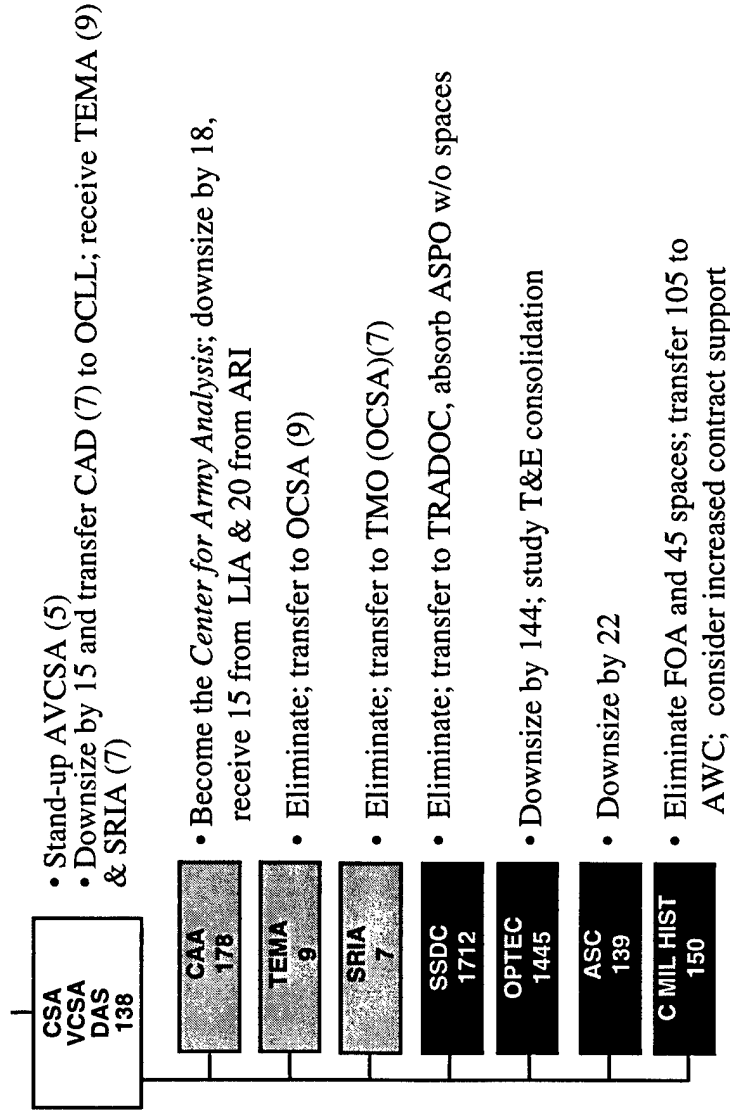 CSA
VCSA
DAS
138
• Stand-up AVCSA (5)
• Downsize by 15 and transfer CAD (7) to OCLL; receive TEMA (9)
& SRIA (7)
CAA
178
• Become the Center for Army Analysis; downsize by 18,
receive 15 from LIA & 20 from ARI
TEMA
9
• Eliminate; transfer to OCSA (9)
SRIA
7
• Eliminate; transfer to TMO (OCSA)(7)
SSDC
1712
• Eliminate; transfer to TRADOC, absorb ASPO w/o spaces
OPTEC
1445
• Downsize by 144; study T&E consolidation
ASC
139
• Downsize by 22
C MIL HIST
150
• Eliminate FOA and 45 spaces; transfer 105 to
AWC; consider increased contract support